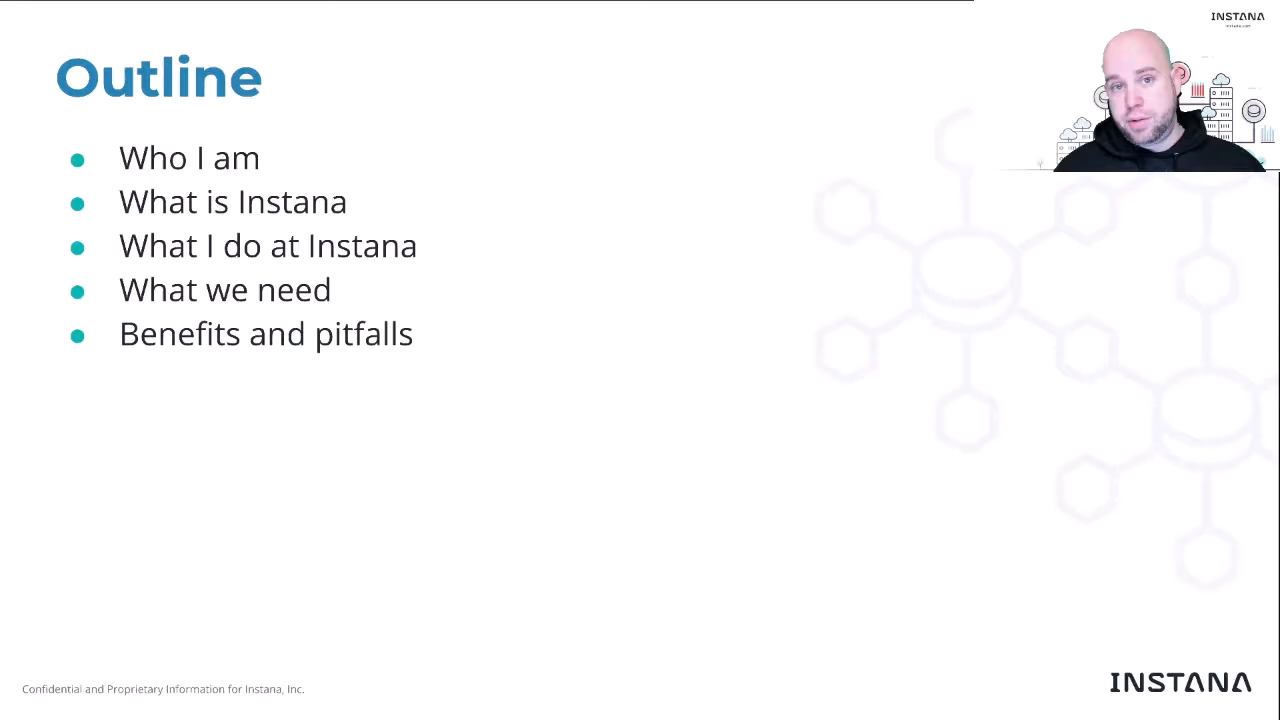 INSTANA
Outline
Who I am
What is Instana
What I do at Instana
What we need
Benefits and pitfalls
Confidential and Proprietary Information for Instana, Inc.
INSTANA